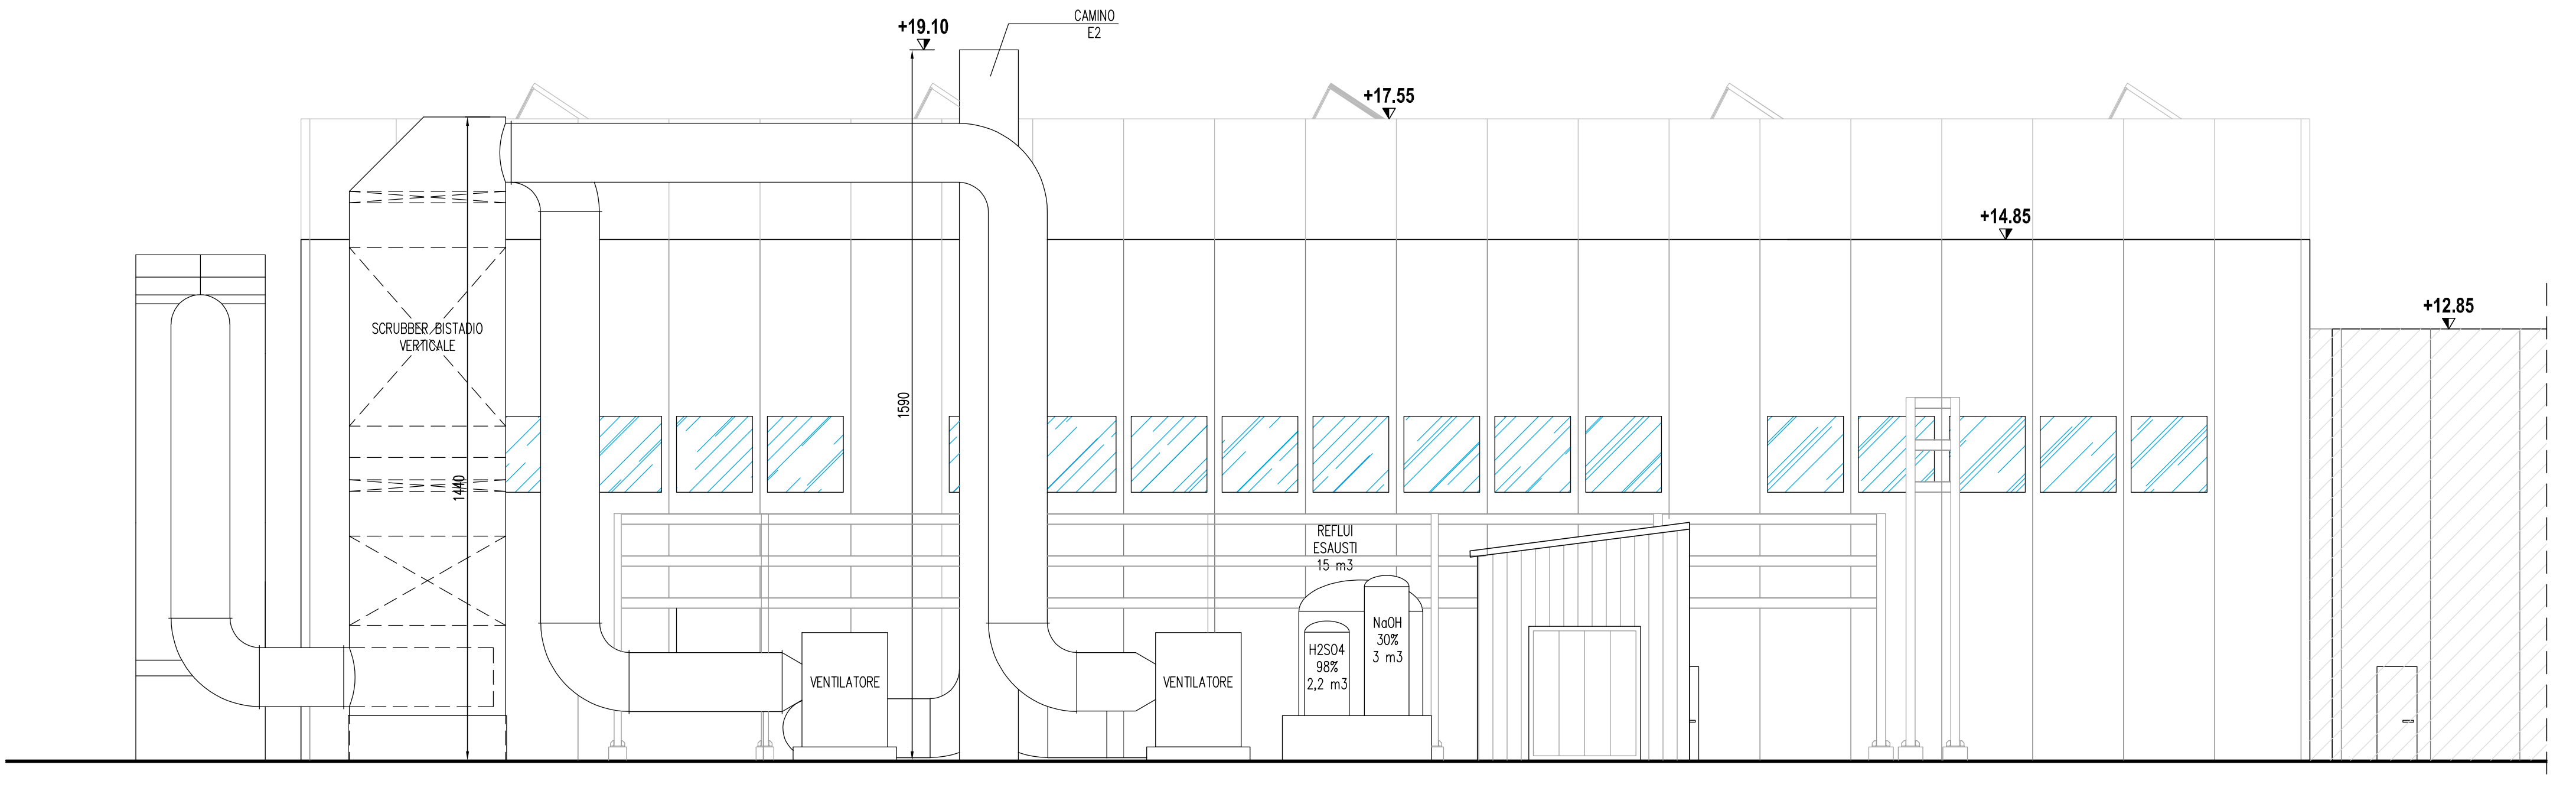 CAMINO
E2
+19.10
+17.55
+14.85
+12.85
SCRUBBER BISTADIO
VERTICALE
1590
1440
REFLUI
ESAUSTI
15 m3
NaOH
30%
3 m3
H2SO4
98%
2,2 m3
VENTILATORE
VENTILATORE